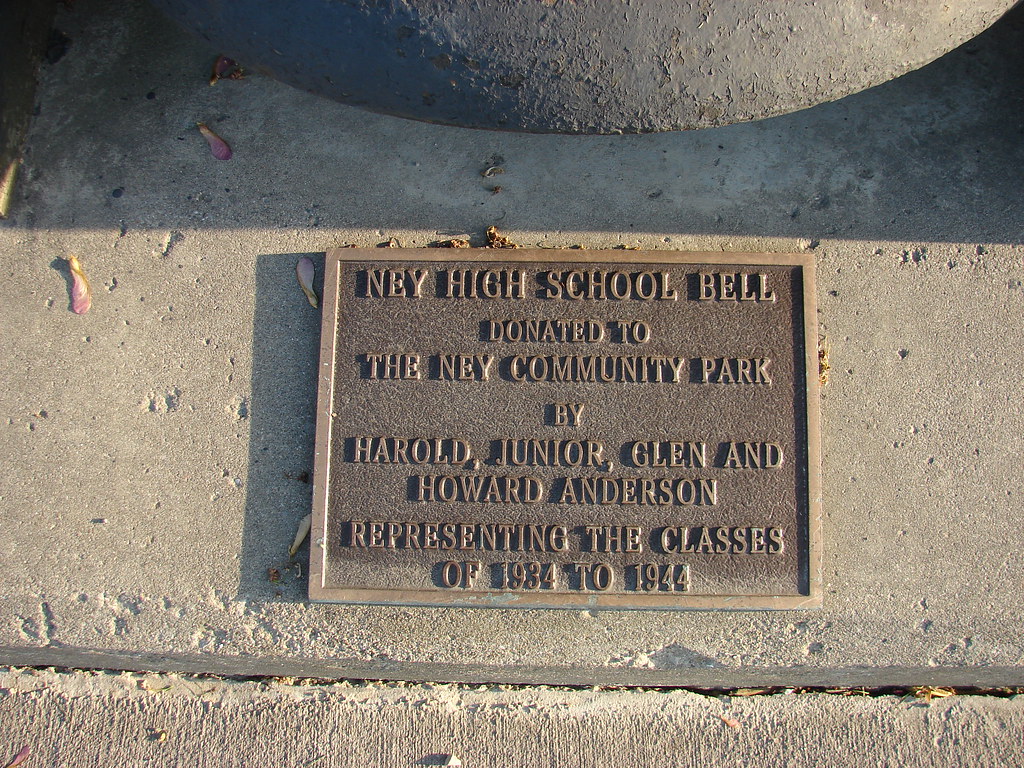 NEY HIGH SCHOOL BELL
DONATED TO
THE NEY COMMUNITY PARK
BY
HAROLD, JUNIOR, GLEN AND
HOWARD ANDERSON
REPRESENTING THE CLASSES
OF 1934 TO 1944